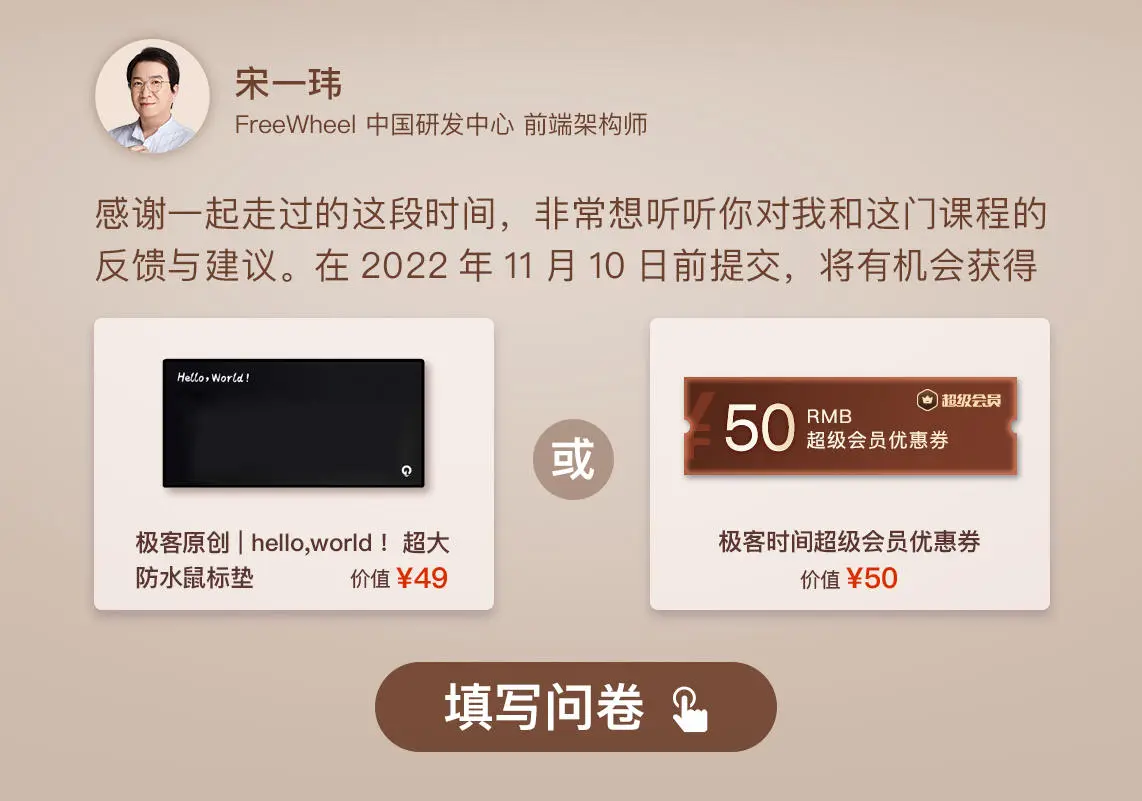 宋一玮
FreeWheel 中国研发中心 前端架构师
感谢一起走过的这段时间，非常想听听你对我和这门课程的
反馈与建议。在 2022 年 11 月 10 日前提交，将有机会获得
Hello,World!
极客原创 | hello,world！超大
防水鼠标垫 价值 ¥49
或
¥50 RMB
超级会员
超级会员优惠券
极客时间超级会员优惠券
价值 ¥50
填写问卷